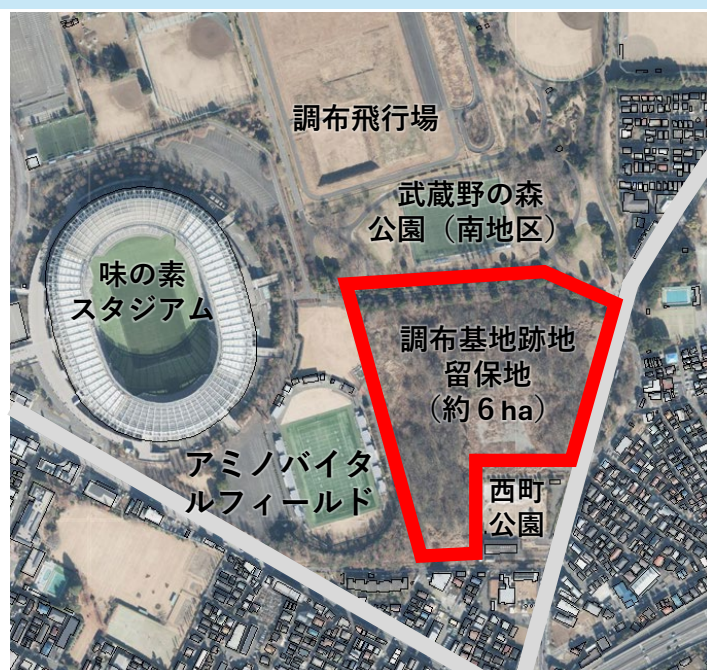 調布飛行場
武蔵野の森
公園（南地区）
味の素
スタジアム
調布基地跡地
留保地
（約６ha）
アミノバイタ
ルフィールド
西町
公園